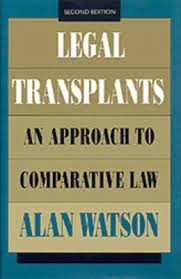 SECOND EDITION
LEGAL
TRANSPLANTS
AN APPROACH TO
COMPARATIVE LAW
ALAN WATSON